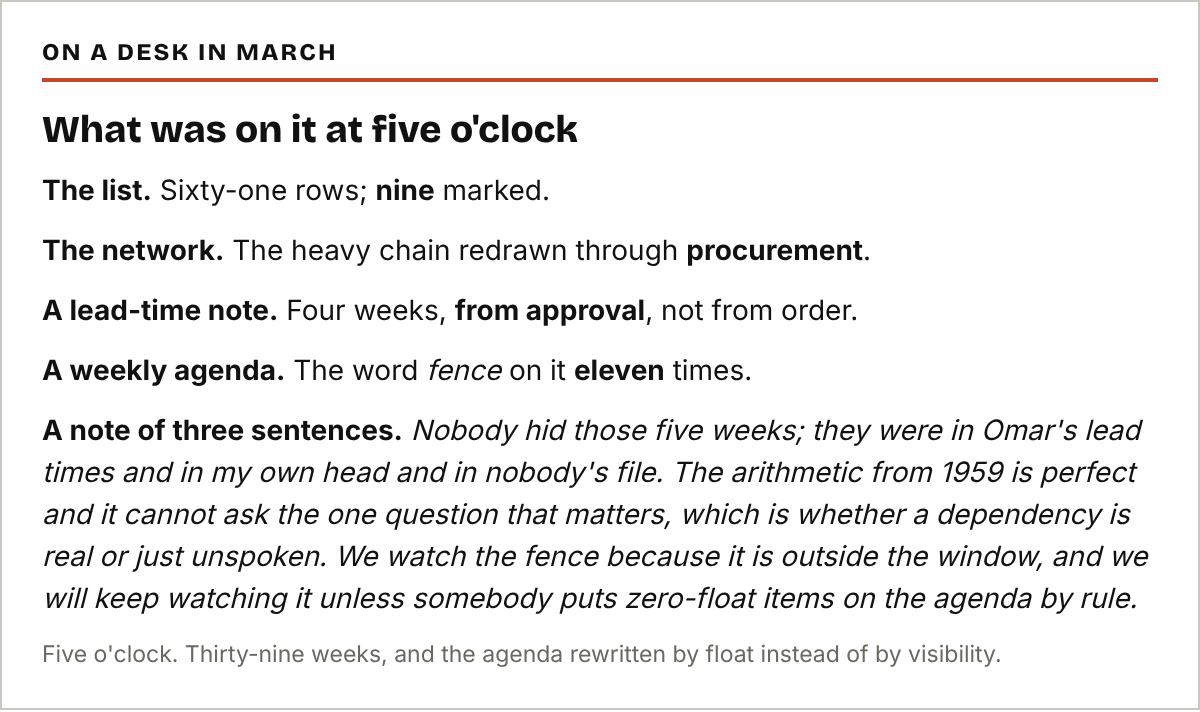 ON A DESK IN MARCH
What was on it at five o'clock
The list. Sixty-one rows; nine marked.
The network. The heavy chain redrawn through procurement.
A lead-time note. Four weeks, from approval, not from order.
A weekly agenda. The word fence on it eleven times.
A note of three sentences. Nobody hid those five weeks; they were in Omar's lead
times and in my own head and in nobody's file. The arithmetic from 1959 is perfect
and it cannot ask the one question that matters, which is whether a dependency is
real or just unspoken. We watch the fence because it is outside the window, and we
will keep watching it unless somebody puts zero-float items on the agenda by rule.
Five o'clock. Thirty-nine weeks, and the agenda rewritten by float instead of by visibility.